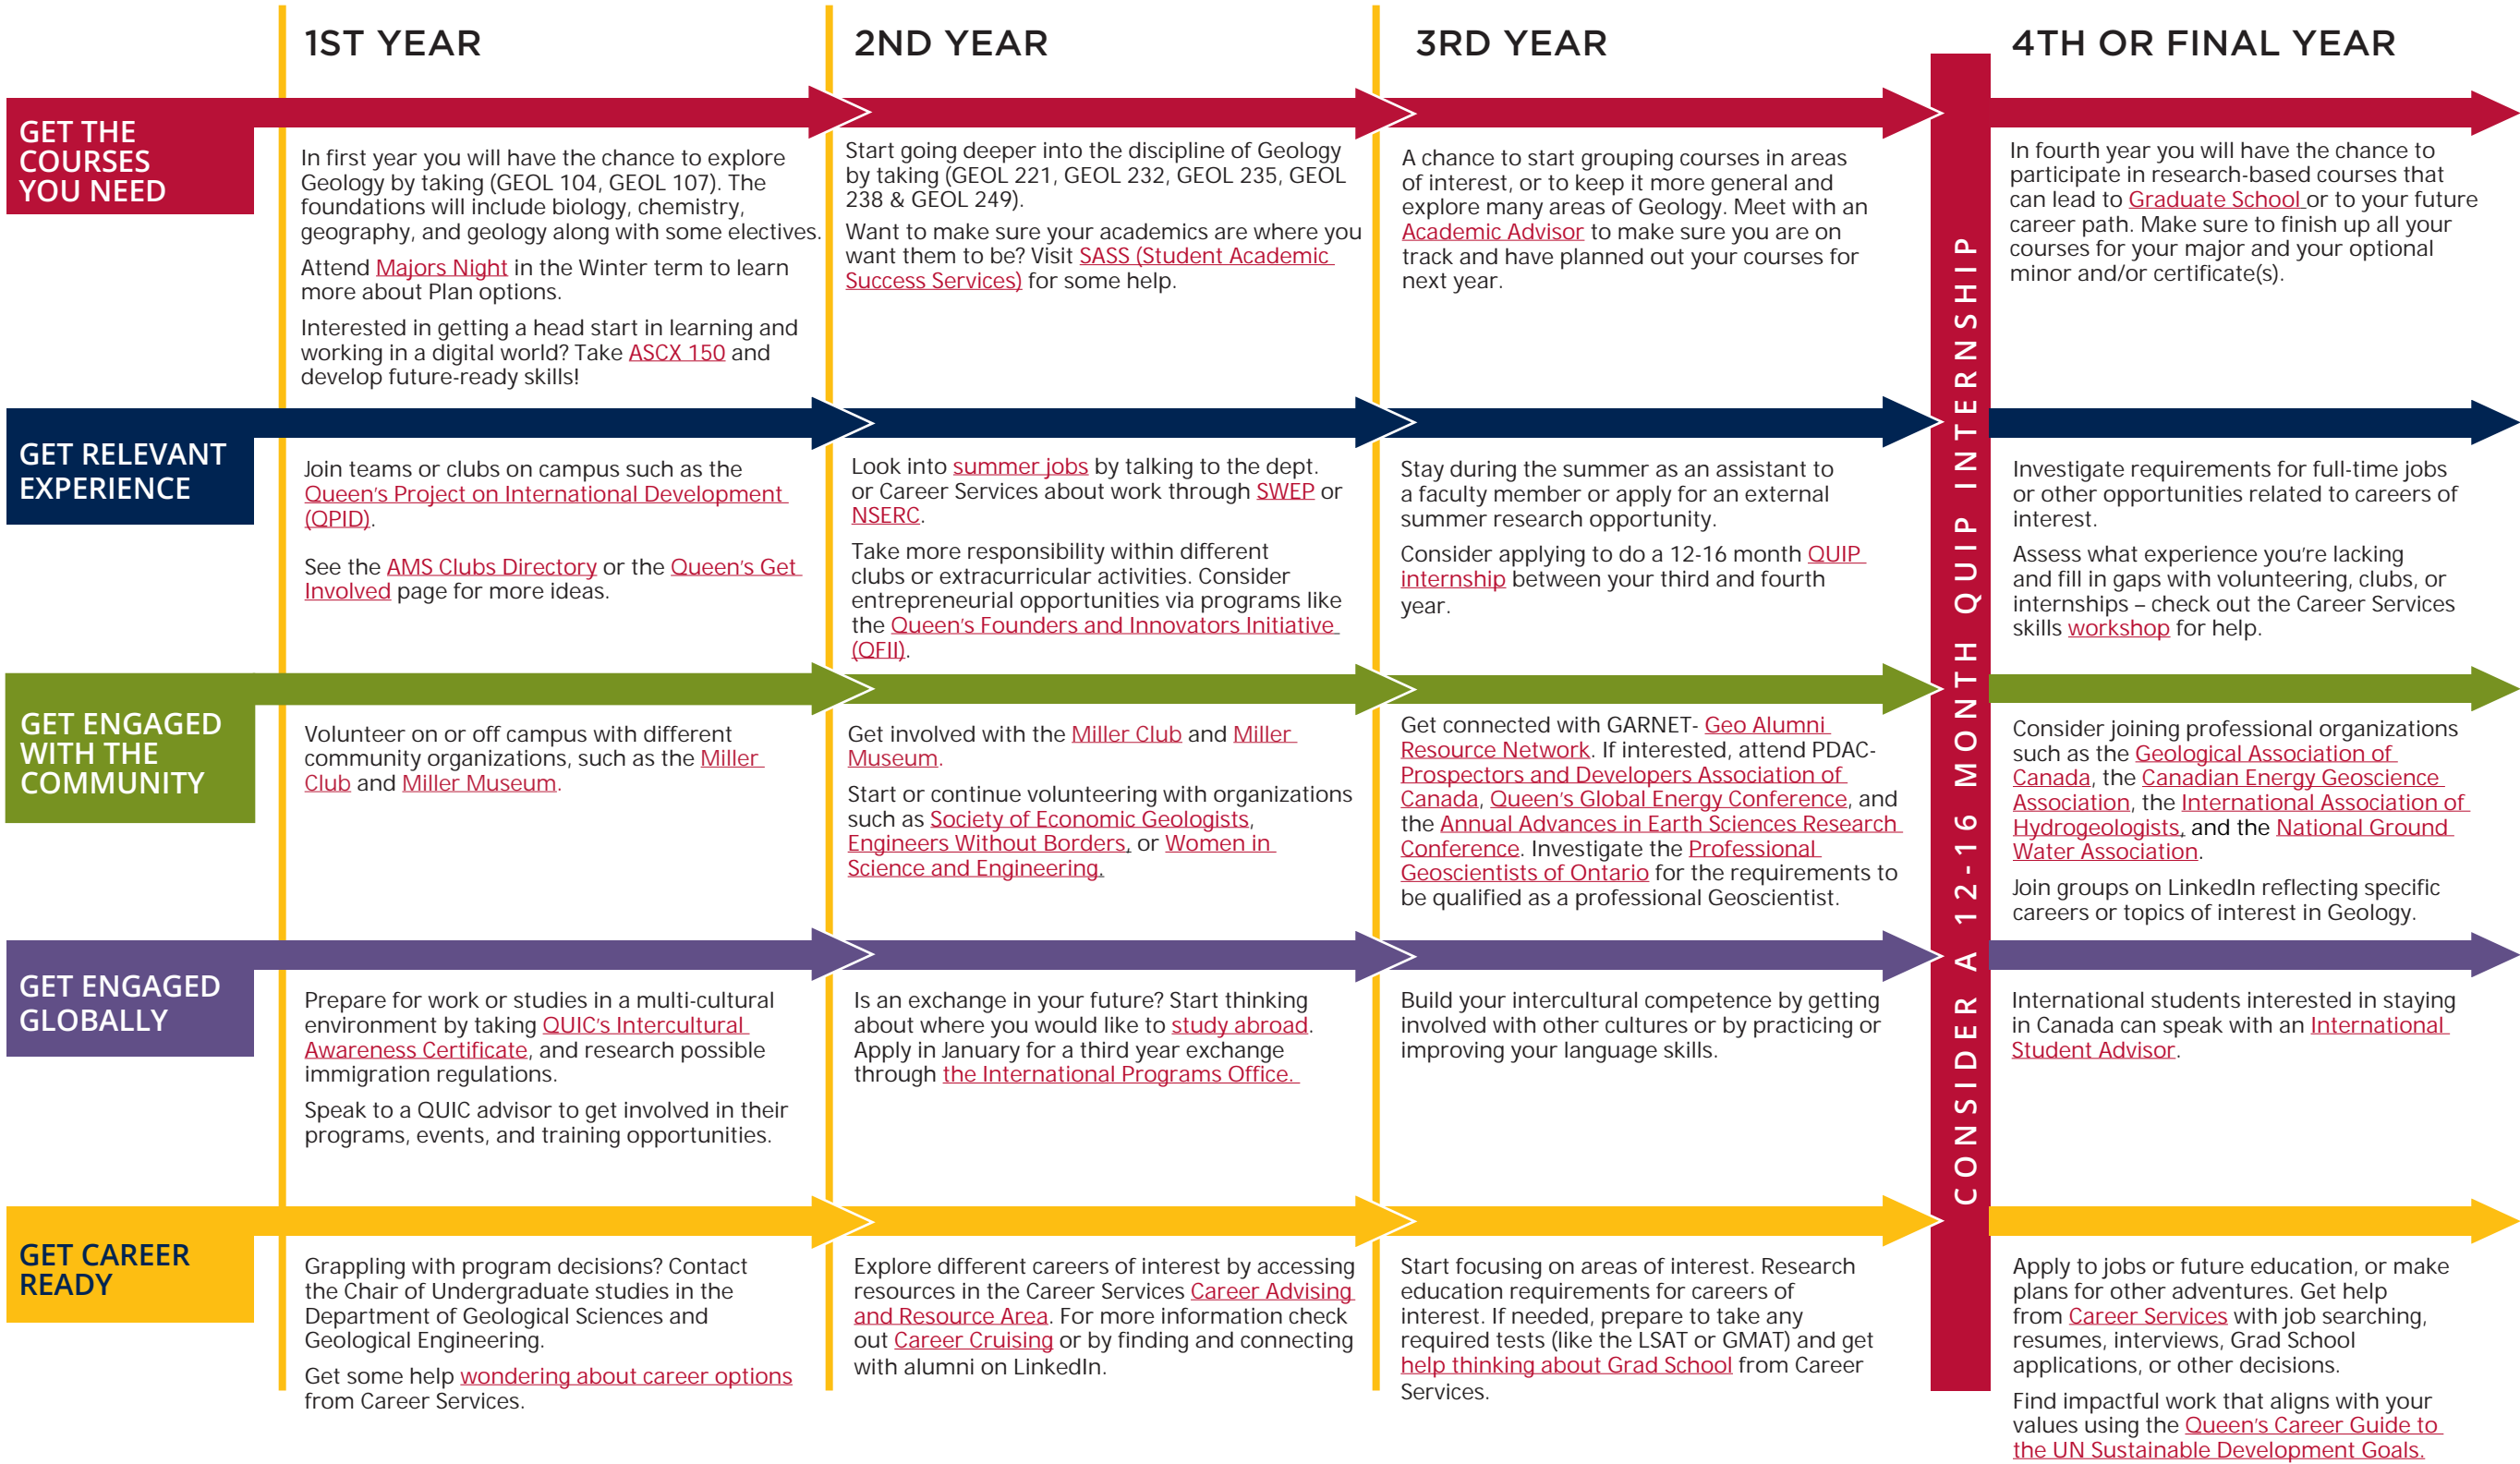 1ST YEAR
2ND YEAR
3RD YEAR
4TH OR FINAL YEAR
GET THE
COURSES
YOU NEED
In first year you will have the chance to explore
Geology by taking (GEOL 104, GEOL 107). The
foundations will include biology, chemistry,
geography, and geology along with some electives.
Attend Majors Night in the Winter term to learn
more about Plan options.
Interested in getting a head start in learning and
working in a digital world? Take ASCX 150 and
develop future-ready skills!
Start going deeper into the discipline of Geology
by taking (GEOL 221, GEOL 232, GEOL 235, GEOL
238 & GEOL 249).
Want to make sure your academics are where you
want them to be? Visit SASS (Student Academic
Success Services) for some help.
A chance to start grouping courses in areas
of interest, or to keep it more general and
explore many areas of Geology. Meet with an
Academic Advisor to make sure you are on
track and have planned out your courses for
next year.
In fourth year you will have the chance to
participate in research-based courses that
can lead to Graduate School or to your future
career path. Make sure to finish up all your
courses for your major and your optional
minor and/or certificate(s).
GET RELEVANT
EXPERIENCE
Join teams or clubs on campus such as the
Queen's Project on International Development
(QPID).
See the AMS Clubs Directory or the Queen's Get
Involved page for more ideas.
Look into summer jobs by talking to the dept.
or Career Services about work through SWEP or
NSERC.
Take more responsibility within different
clubs or extracurricular activities. Consider
entrepreneurial opportunities via programs like
the Queen's Founders and Innovators Initiative
(QFII).
Stay during the summer as an assistant to
a faculty member or apply for an external
summer research opportunity.
Consider applying to do a 12-16 month QUIP
internship between your third and fourth
year.
Investigate requirements for full-time jobs
or other opportunities related to careers of
interest.
Assess what experience you're lacking
and fill in gaps with volunteering, clubs, or
internships – check out the Career Services
skills workshop for help.
GET ENGAGED
WITH THE
COMMUNITY
Volunteer on or off campus with different
community organizations, such as the Miller
Club and Miller Museum.
Get involved with the Miller Club and Miller
Museum.
Start or continue volunteering with organizations
such as Society of Economic Geologists,
Engineers Without Borders, or Women in
Science and Engineering.
Get connected with GARNET- Geo Alumni
Resource Network. If interested, attend PDAC-
Prospectors and Developers Association of
Canada, Queen's Global Energy Conference, and
the Annual Advances in Earth Sciences Research
Conference. Investigate the Professional
Geoscientists of Ontario for the requirements to
be qualified as a professional Geoscientist.
Consider joining professional organizations
such as the Geological Association of
Canada, the Canadian Energy Geoscience
Association, the International Association of
Hydrogeologists, and the National Ground
Water Association.
Join groups on LinkedIn reflecting specific
careers or topics of interest in Geology.
GET ENGAGED
GLOBALLY
Prepare for work or studies in a multi-cultural
environment by taking QUIC's Intercultural
Awareness Certificate, and research possible
immigration regulations.
Speak to a QUIC advisor to get involved in their
programs, events, and training opportunities.
Is an exchange in your future? Start thinking
about where you would like to study abroad.
Apply in January for a third year exchange
through the International Programs Office.
Build your intercultural competence by getting
involved with other cultures or by practicing or
improving your language skills.
International students interested in staying
in Canada can speak with an International
Student Advisor.
GET CAREER
READY
Grappling with program decisions? Contact
the Chair of Undergraduate studies in the
Department of Geological Sciences and
Geological Engineering.
Get some help wondering about career options
from Career Services.
Explore different careers of interest by accessing
resources in the Career Services Career Advising
and Resource Area. For more information check
out Career Cruising or by finding and connecting
with alumni on LinkedIn.
Start focusing on areas of interest. Research
education requirements for careers of
interest. If needed, prepare to take any
required tests (like the LSAT or GMAT) and get
help thinking about Grad School from Career
Services.
Apply to jobs or future education, or make
plans for other adventures. Get help
from Career Services with job searching,
resumes, interviews, Grad School
applications, or other decisions.
Find impactful work that aligns with your
values using the Queen's Career Guide to
the UN Sustainable Development Goals.
CONSIDER A 12-16 MONTH QUIP INTERNSHIP